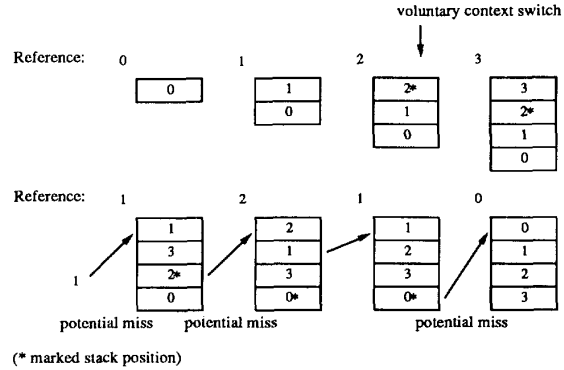 voluntary context switch
Reference: 0 1 2 3
0 1 2* 3
0 1 2*
0 1
0
Reference: 1 2 1 0
1 2 1 0
3 1 2 1
1 2* 3 3 2
0 0* 0* 3
potential miss potential miss potential miss
(* marked stack position)